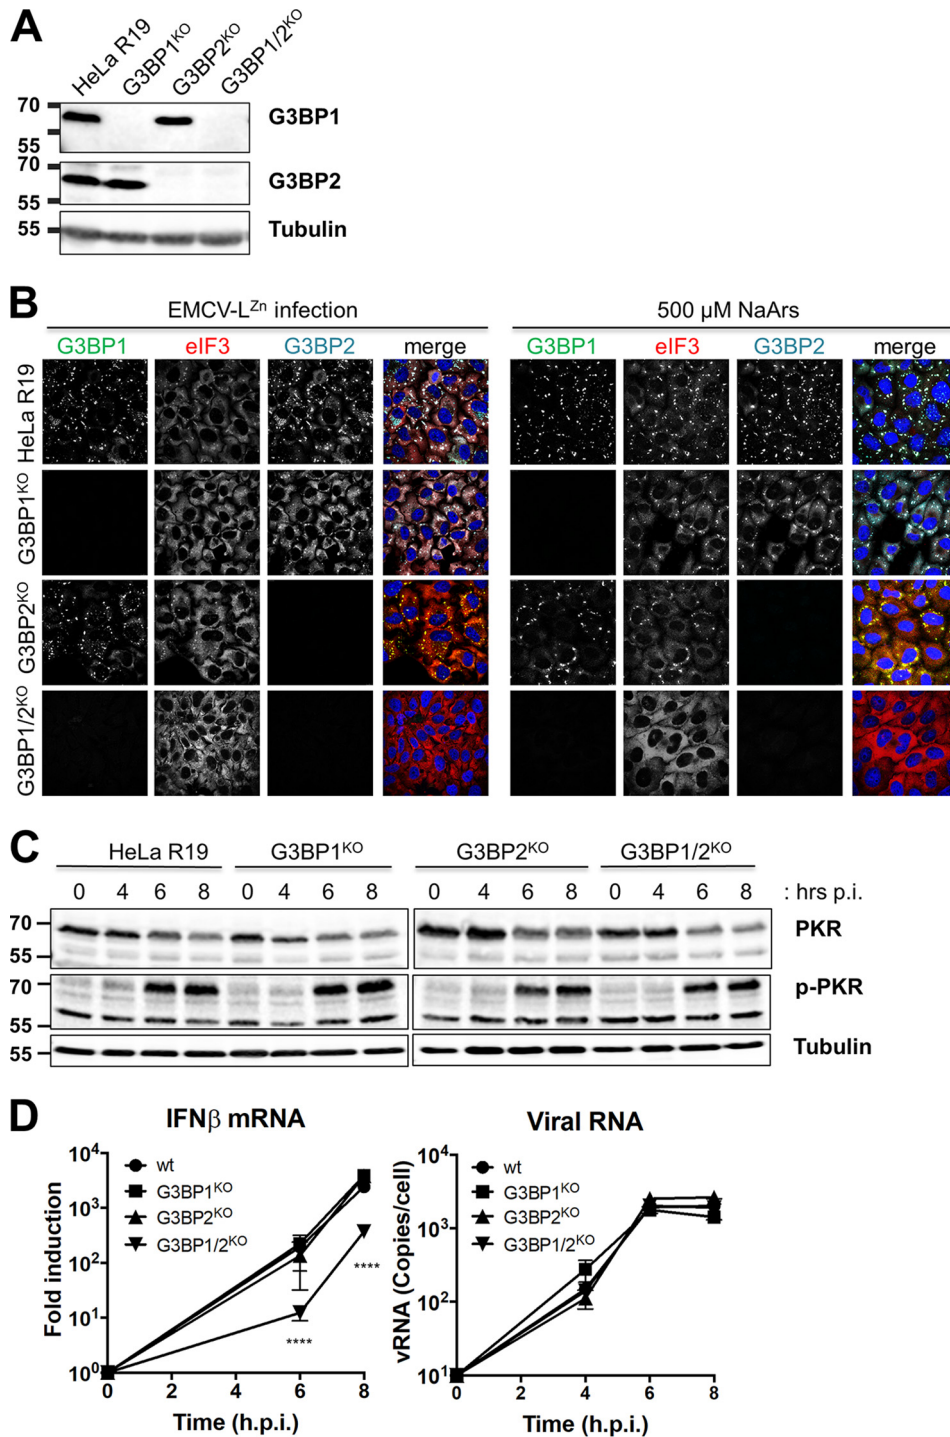 A
HeLa R19
G3BP1KO
G3BP2KO
G3BP1/2KO
70
55
G3BP1
70
55
G3BP2
55
Tubulin
B
EMCV-LZn infection
500 µM NaArs
G3BP1 eIF3 G3BP2 merge
G3BP1 eIF3 G3BP2 merge
HeLa R19
G3BP1KO
G3BP2KO
G3BP1/2KO
C
HeLa R19 G3BP1KO G3BP2KO G3BP1/2KO
0 4 6 8 0 4 6 8 0 4 6 8 0 4 6 8 : hrs p.i.
70
55
PKR
70
55
p-PKR
55
Tubulin
D
IFNβ mRNA
Fold induction
104
103
102
101
100
wt
G3BP1KO
G3BP2KO
G3BP1/2KO
****
****
0 2 4 6 8
Time (h.p.i.)
Viral RNA
vRNA (Copies/cell)
104
103
102
101
wt
G3BP1KO
G3BP2KO
G3BP1/2KO
0 2 4 6 8
Time (h.p.i.)